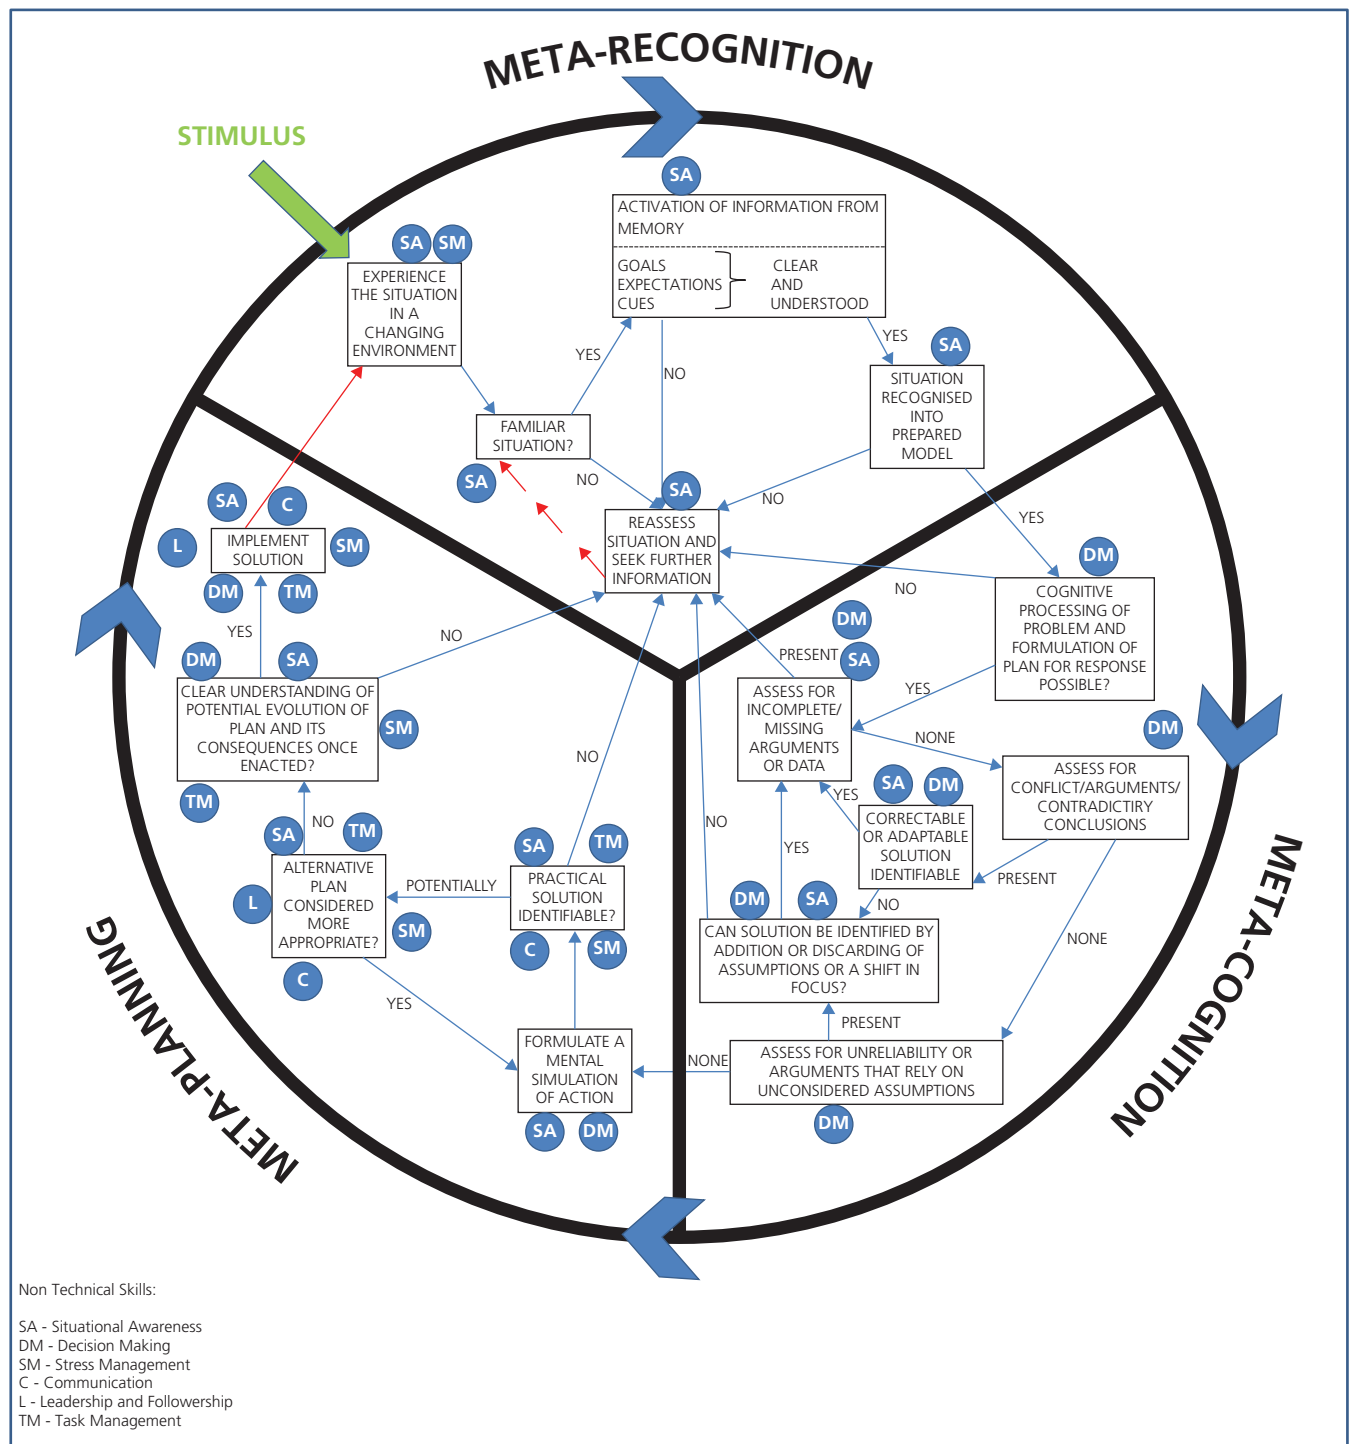 META-RECOGNITION
STIMULUS
SA
ACTIVATION OF INFORMATION FROM
MEMORY
GOALS
EXPECTATIONS
CUES
CLEAR
AND
UNDERSTOOD
SA
SM
EXPERIENCE
THE SITUATION
IN A
CHANGING
ENVIRONMENT
YES
NO
YES
SA
SITUATION
RECOGNISED
INTO
PREPARED
MODEL
FAMILIAR
SITUATION?
SA
NO
SA
NO
YES
REASSESS
SITUATION AND
SEEK FURTHER
INFORMATION
SA
C
L
SM
IMPLEMENT
SOLUTION
DM
TM
YES
NO
DM
NO
COGNITIVE
PROCESSING OF
PROBLEM AND
FORMULATION OF
PLAN FOR RESPONSE
POSSIBLE?
DM
SA
PRESENT
YES
ASSESS FOR
INCOMPLETE/
MISSING
ARGUMENTS
OR DATA
NONE
DM
ASSESS FOR
CONFLICT/ARGUMENTS/
CONTRADICTIRY
CONCLUSIONS
DM
SA
CLEAR UNDERSTANDING OF
POTENTIAL EVOLUTION OF
PLAN AND ITS
CONSEQUENCES ONCE
ENACTED?
SM
TM
NO
NO
SA
DM
YES
CORRECTABLE
OR ADAPTABLE
SOLUTION
IDENTIFIABLE
PRESENT
NO
NONE
NO
YES
SA
TM
L
ALTERNATIVE
PLAN
CONSIDERED
MORE
APPROPRIATE?
SM
C
POTENTIALLY
SA
TM
PRACTICAL
SOLUTION
IDENTIFIABLE?
C
SM
DM
SA
CAN SOLUTION BE IDENTIFIED BY
ADDITION OR DISCARDING OF
ASSUMPTIONS OR A SHIFT IN
FOCUS?
PRESENT
YES
FORMULATE A
MENTAL
SIMULATION
OF ACTION
SA
DM
NONE
ASSESS FOR UNRELIABILITY OR
ARGUMENTS THAT RELY ON
UNCONSIDERED ASSUMPTIONS
DM
META-COGNITION
META-PLANNING
Non Technical Skills:
SA - Situational Awareness
DM - Decision Making
SM - Stress Management
C - Communication
L - Leadership and Followership
TM - Task Management